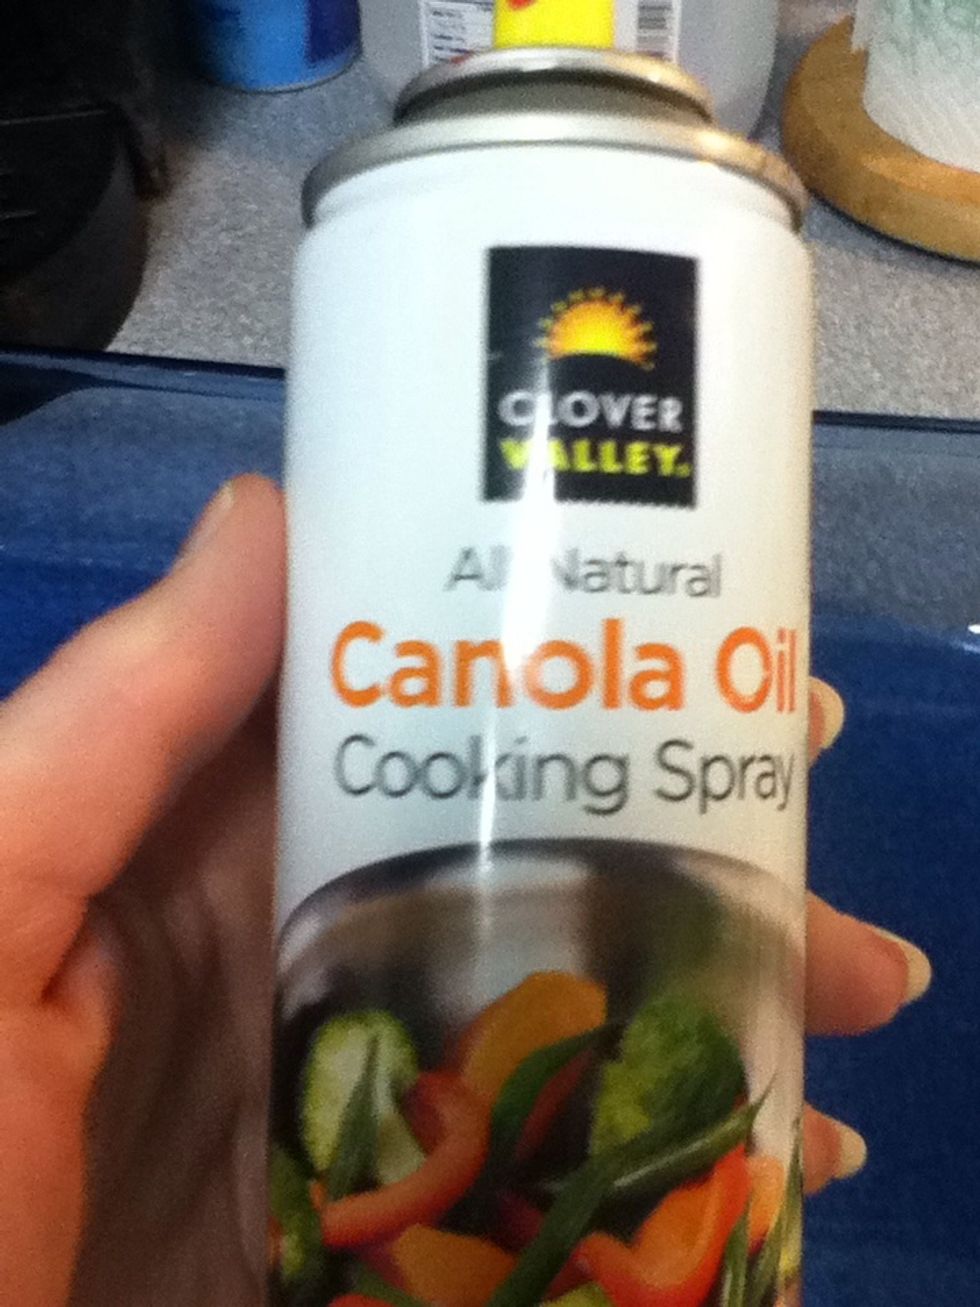 CLOVER
VALLEY
All Natural
Canola Oil
Cooking Spray